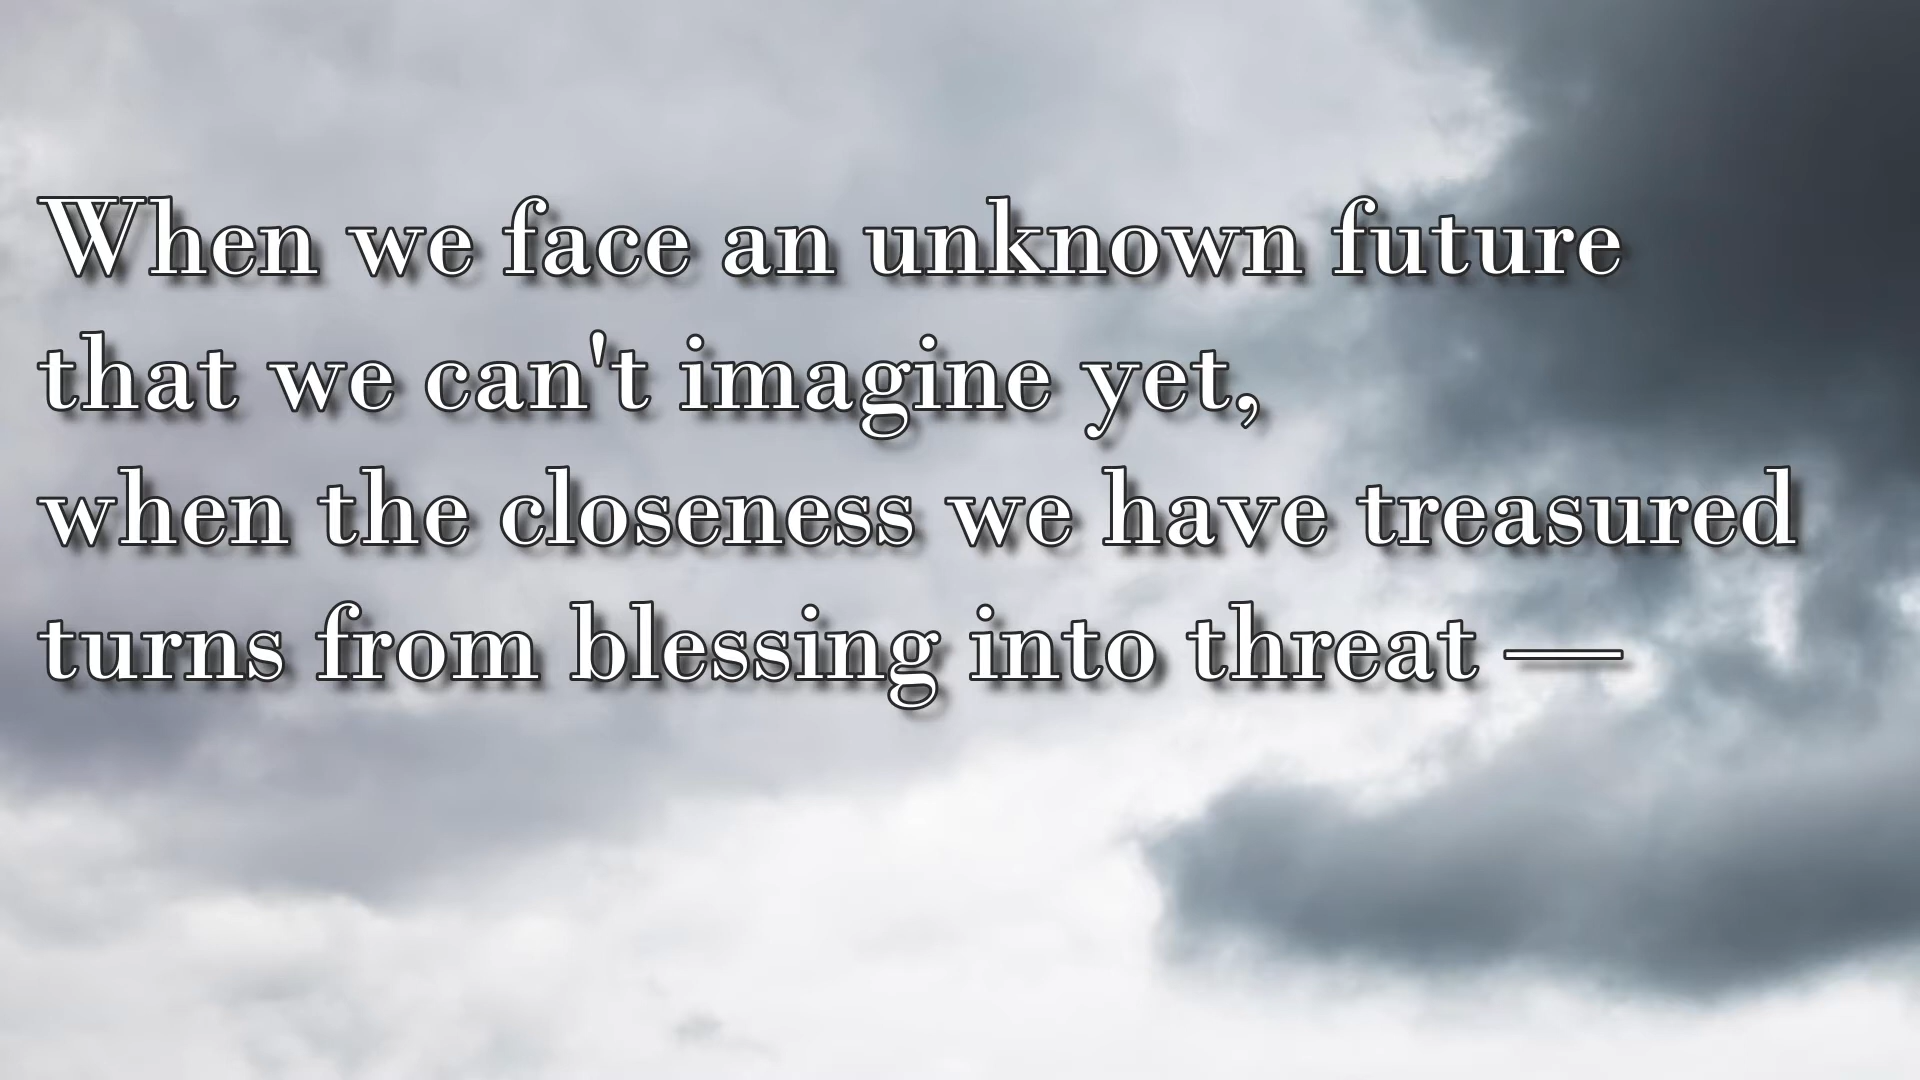 When we face an unknown future
that we can't imagine yet,
when the closeness we have treasured
turns from blessing into threat —